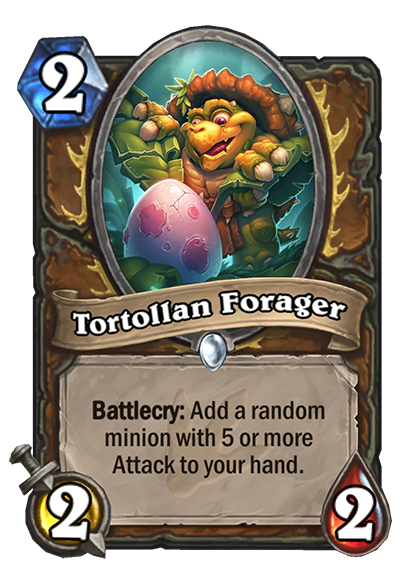 2
Tortollan Forager
Battlecry: Add a random
minion with 5 or more
Attack to your hand.
2
2